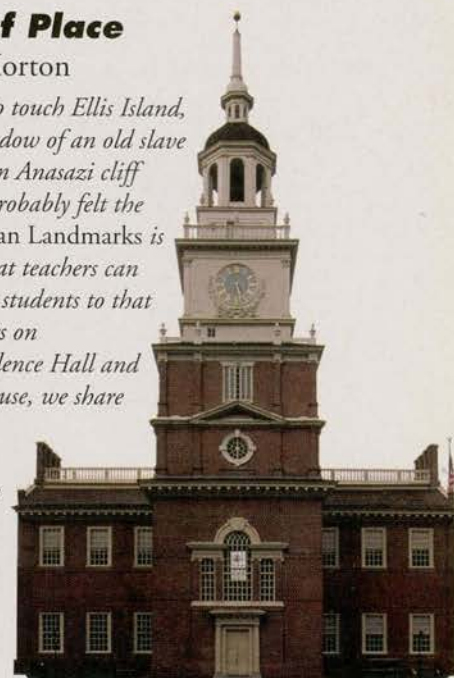 f Place
orton
o touch Ellis Island,
dow of an old slave
n Anasazi cliff
robably felt the
an Landmarks is
at teachers can
students to that
s on
lence Hall and
use, we share